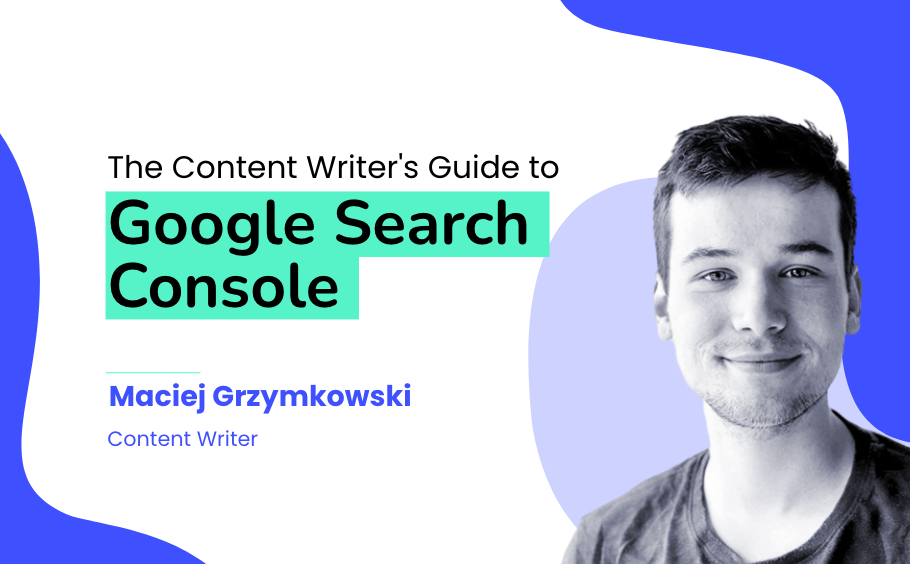 The Content Writer's Guide to
Google Search
Console
Maciej Grzymkowski
Content Writer